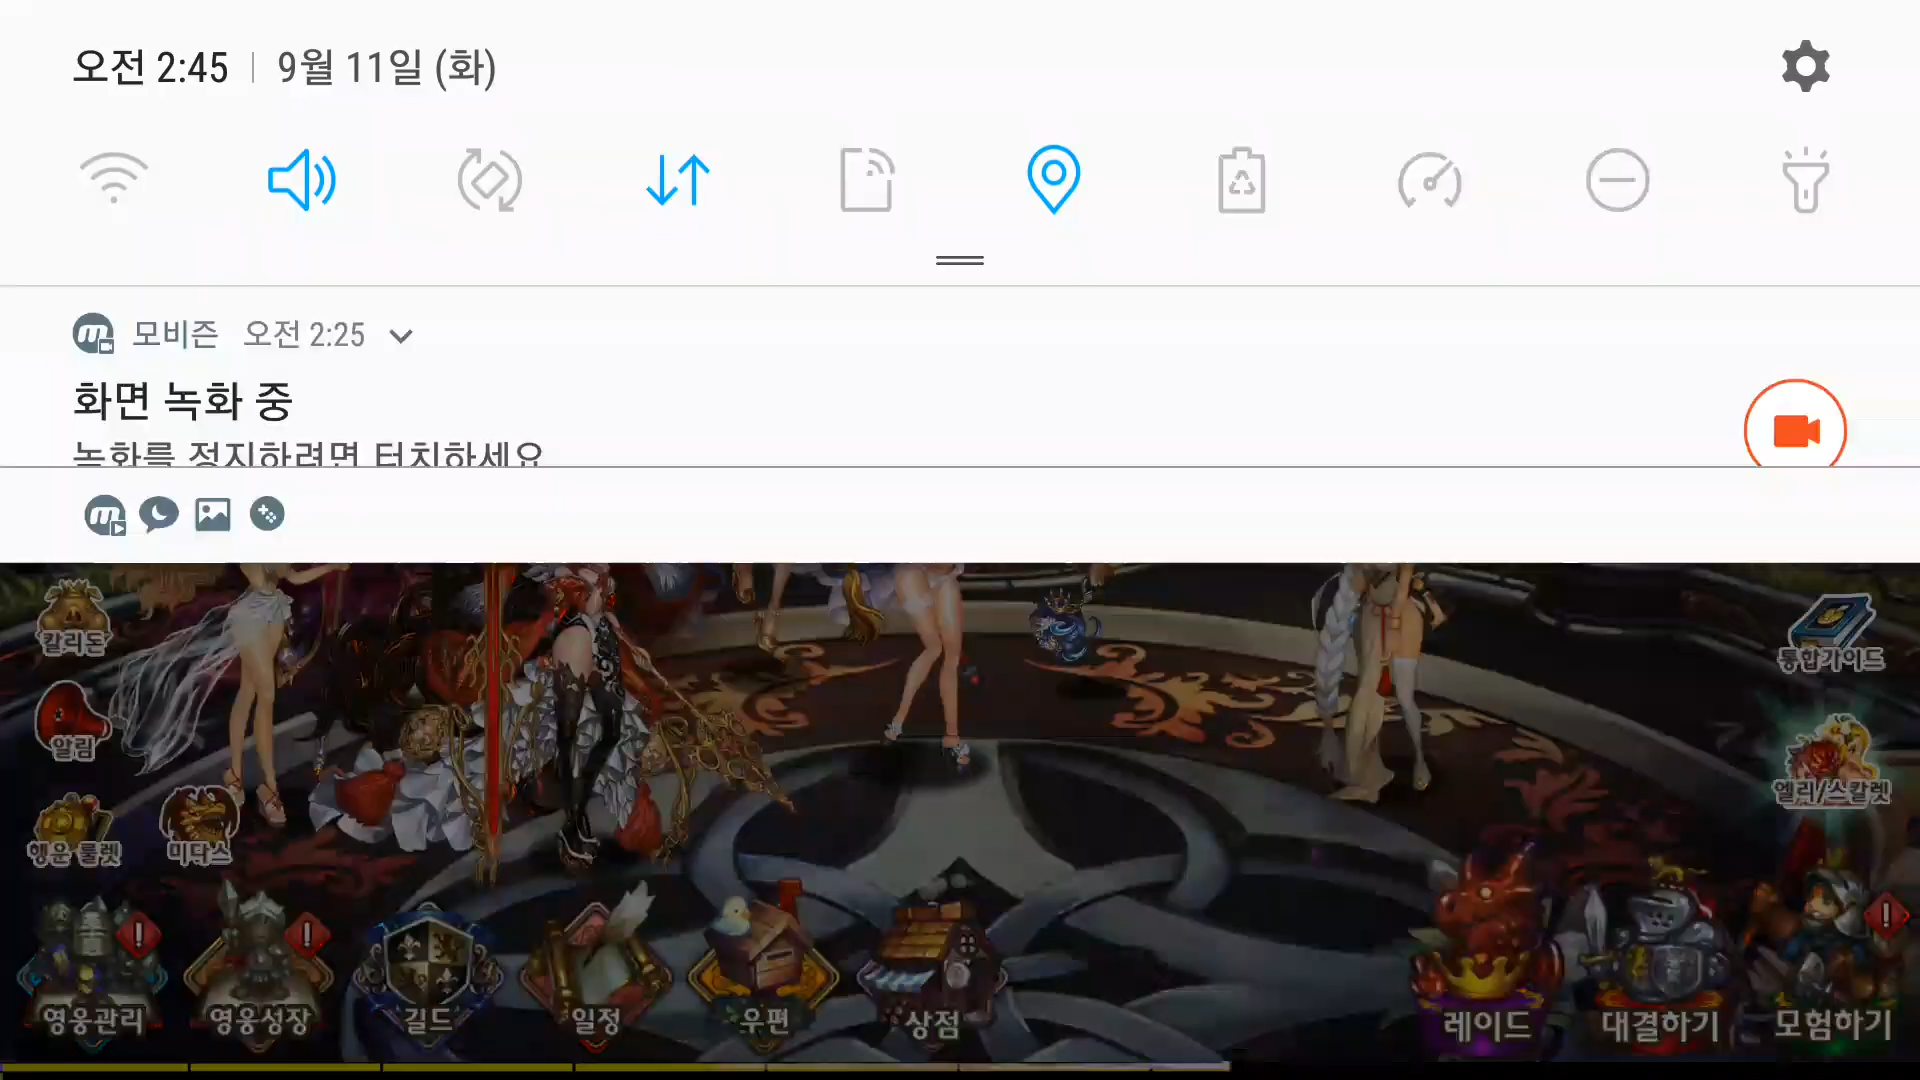 오전 2:45 9월 11일 (화)
모비즌 오전 2:25
화면 녹화 중
녹화를 정지하려면 터치하세요
칼리돈
통합가이드
알림
엘리/스칼렛
행운 룰렛
미다스
영웅관리
영웅성장
길드
일정
우편
상점
레이드
대결하기
모험하기